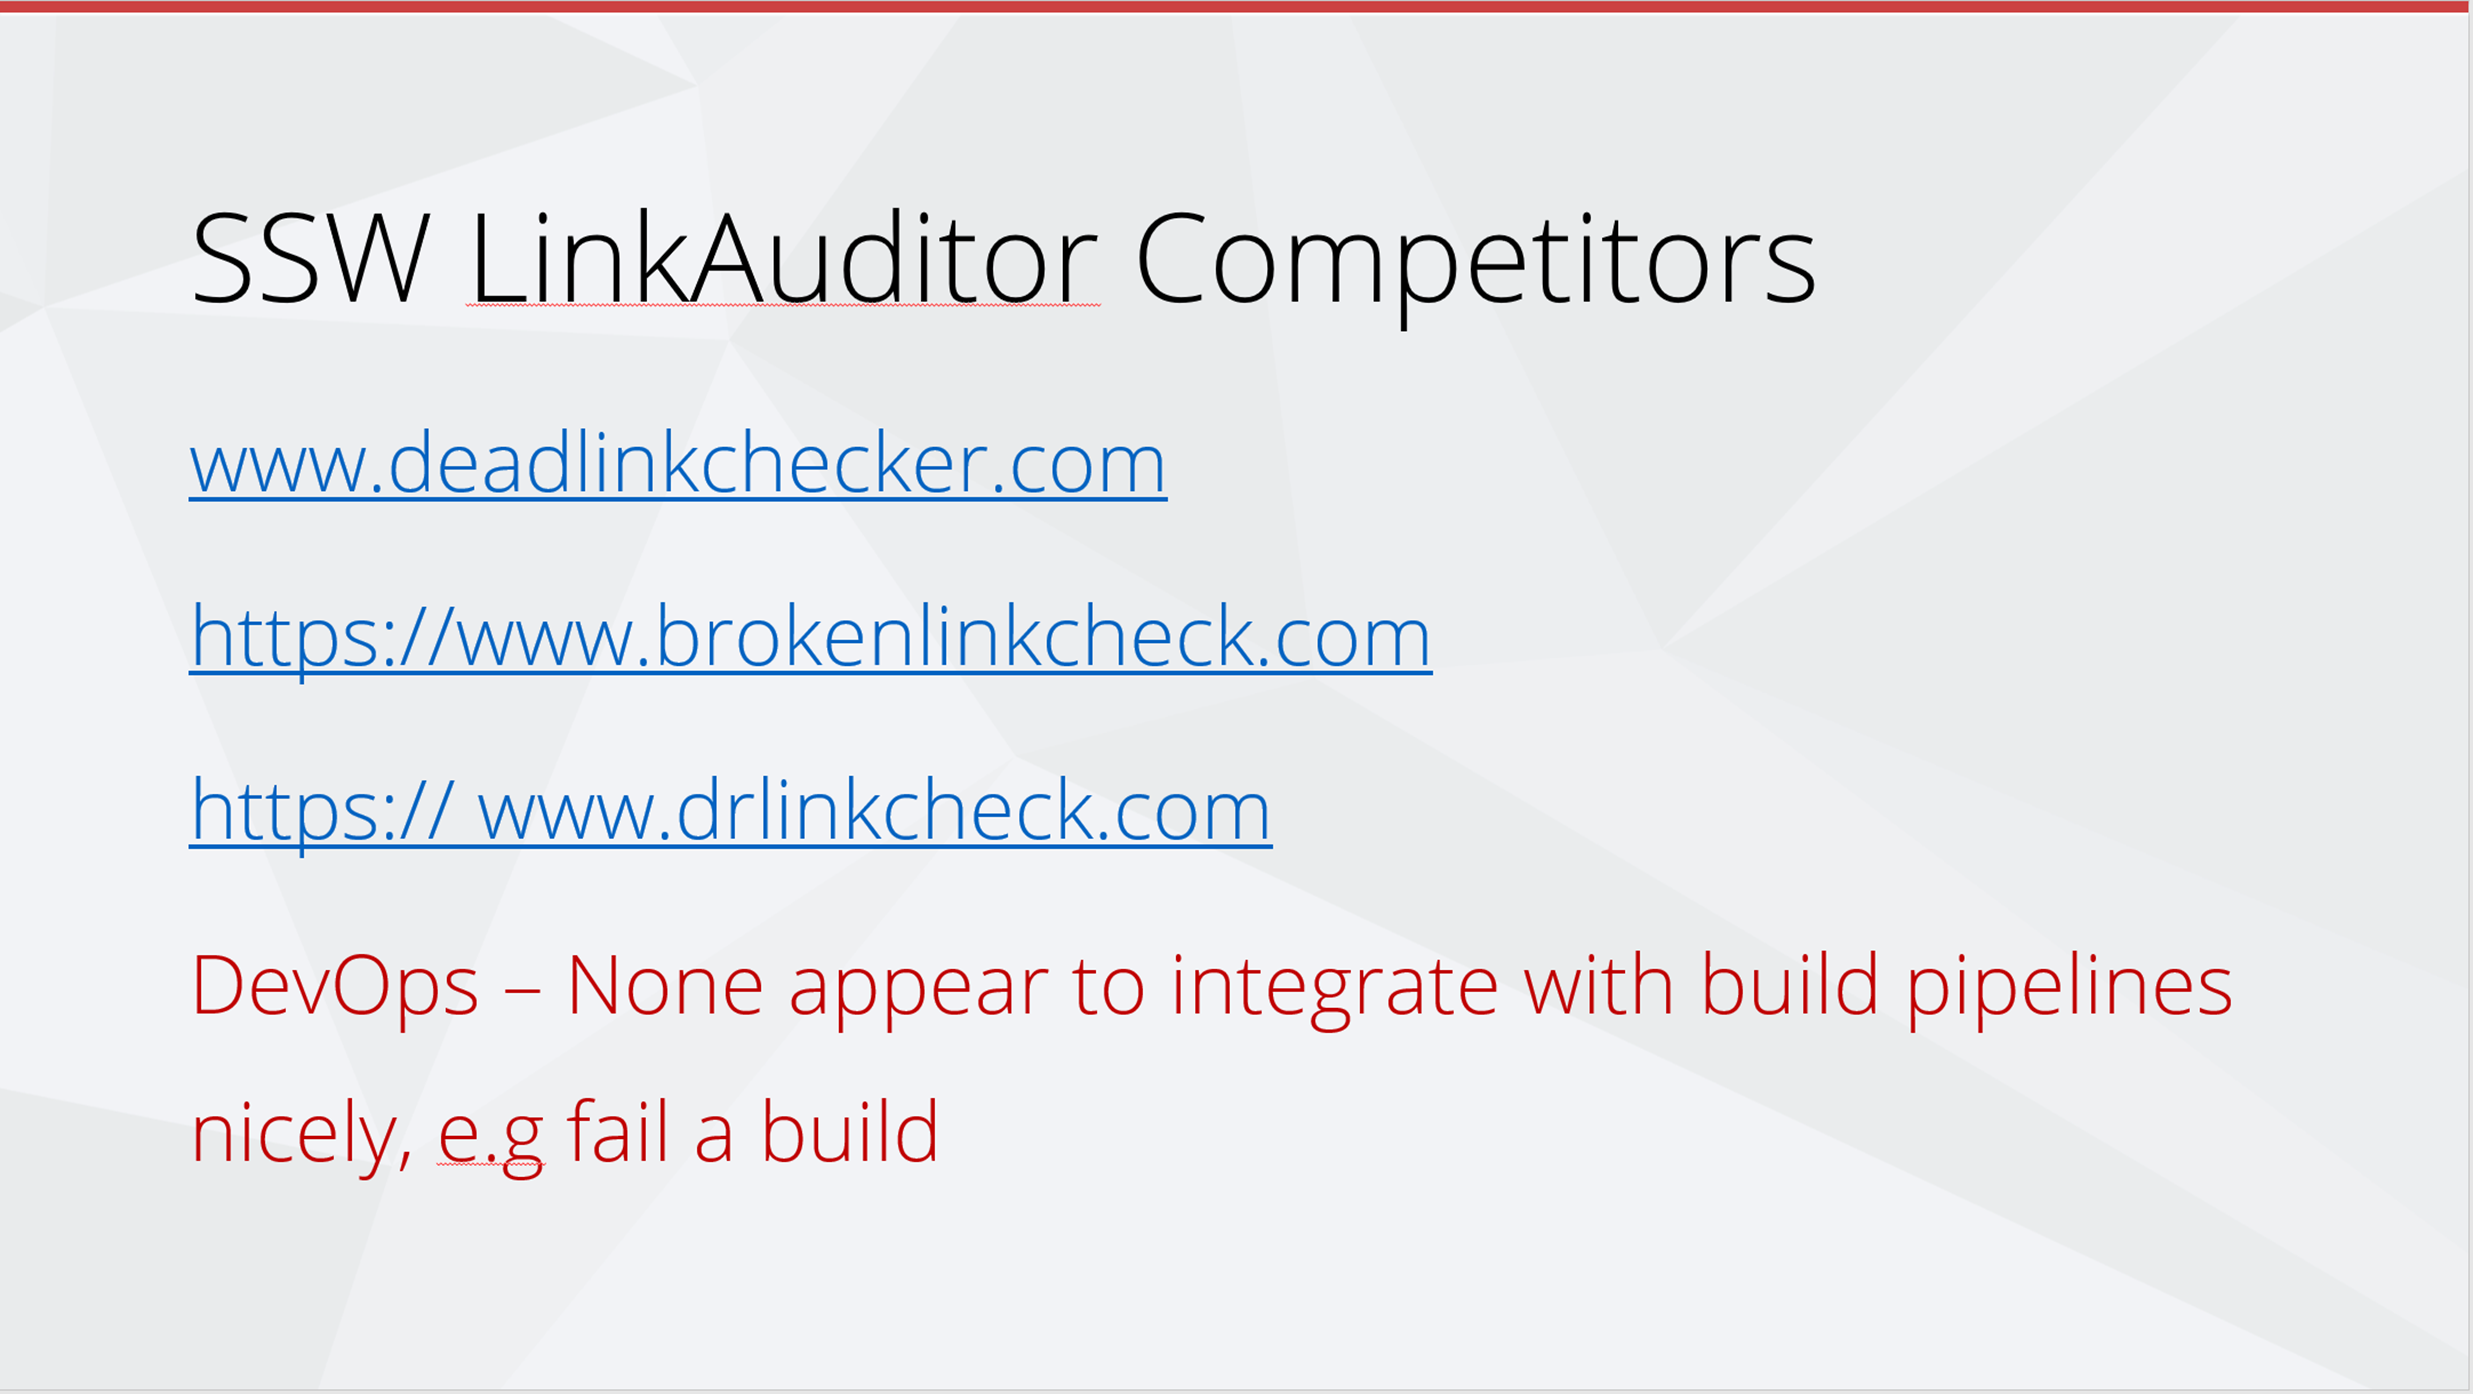 SSW LinkAuditor Competitors
www.deadlinkchecker.com
https://www.brokenlinkcheck.com
https:// www.drlinkcheck.com
DevOps – None appear to integrate with build pipelines
nicely, e.g fail a build